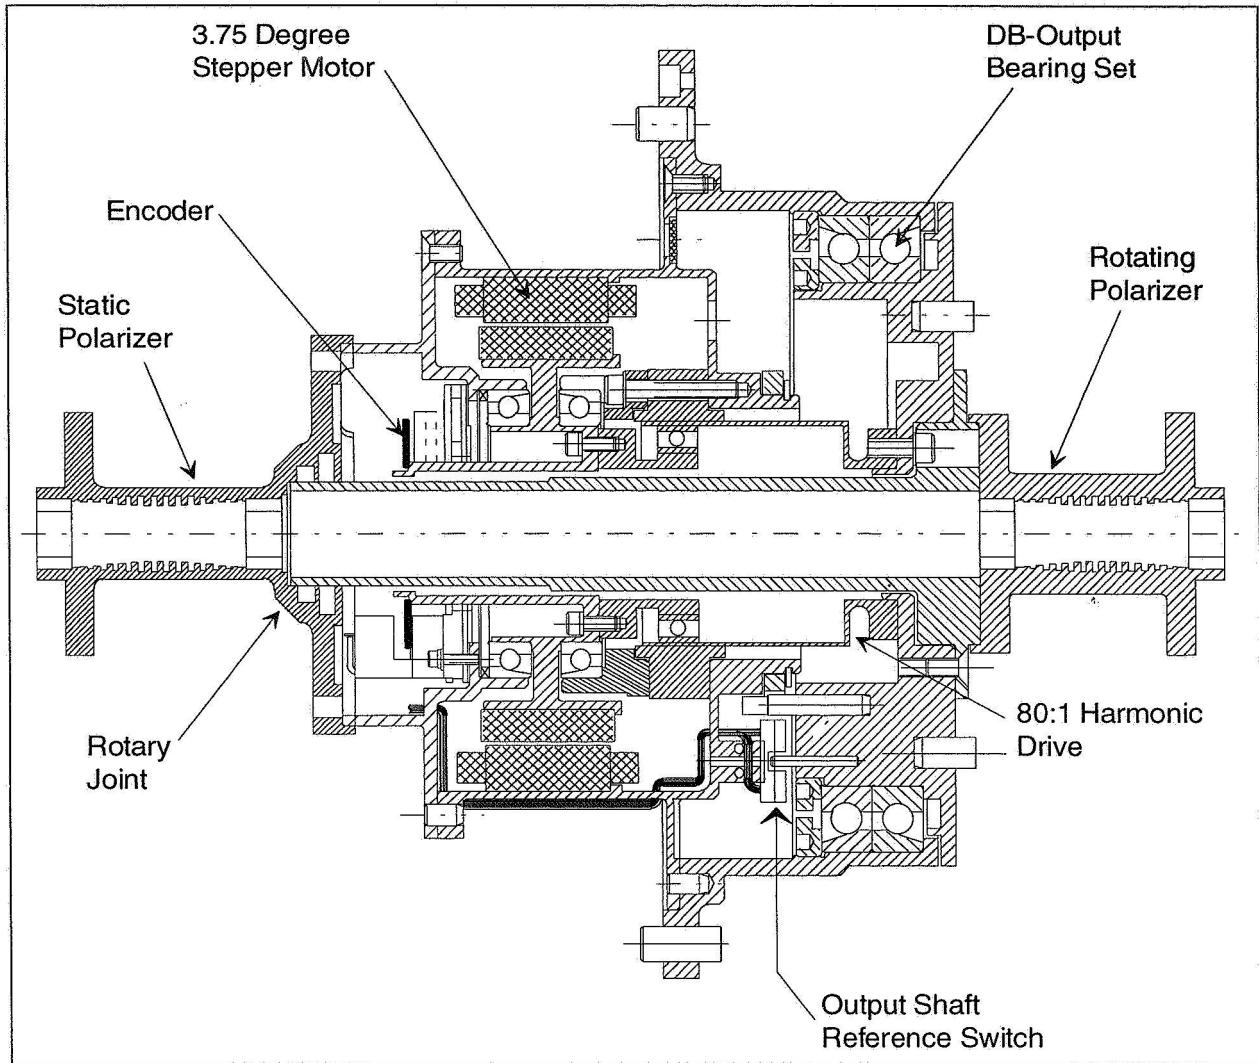 3.75 Degree
Stepper Motor
DB-Output
Bearing Set
Encoder
Rotating
Polarizer
Static
Polarizer
80:1 Harmonic
Drive
Rotary
Joint
Output Shaft
Reference Switch